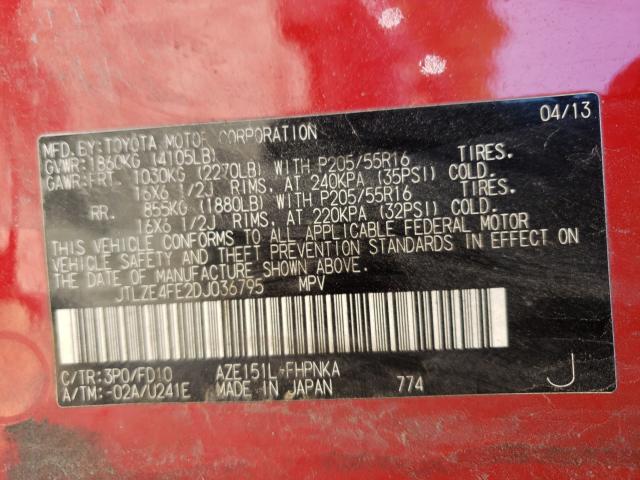 04/13
MFD. BY: TOYOTA MOTOR CORPORATION
GVWR: 1860KG (4105LB)
GAWR: FRT. 1030KG (2270LB) WITH P205/55R16 TIRES.
16X6 1/2J RIMS, AT 240KPA (35PSI) COLD.
RR. 855KG (1880LB) WITH P205/55R16 TIRES.
16X6 1/2J RIMS, AT 220KPA (32PSI) COLD.
THIS VEHICLE CONFORMS TO ALL APPLICABLE FEDERAL MOTOR
VEHICLE SAFETY AND THEFT PREVENTION STANDARDS IN EFFECT ON
THE DATE OF MANUFACTURE SHOWN ABOVE.
JTLZE4FE2DJ036795 MPV
C/TR: 3P0/FD10 AZE151L-FHPNKA
A/TM: -02A/U241E MADE IN JAPAN 774 J